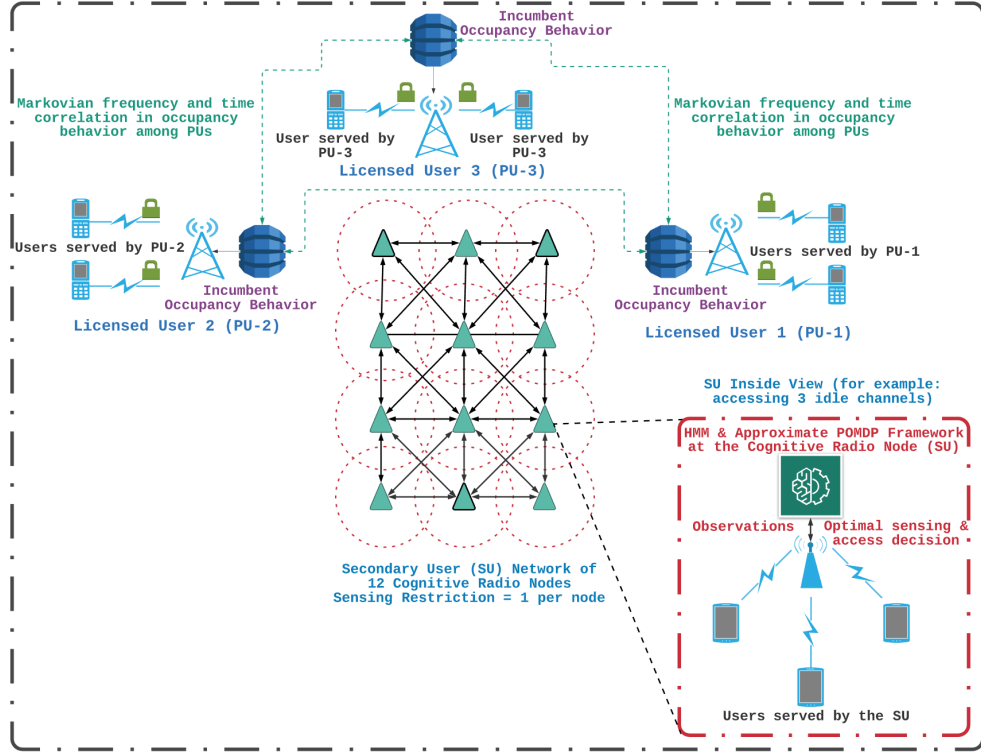 Incumbent
Occupancy Behavior
Markovian frequency and time
correlation in occupancy
behavior among PUs
Markovian frequency and time
correlation in occupancy
behavior among PUs
User served by
PU-3
User served by
PU-3
Licensed User 3 (PU-3)
Users served by PU-2
Users served by PU-1
Incumbent
Occupancy Behavior
Incumbent
Occupancy Behavior
Licensed User 2 (PU-2)
Licensed User 1 (PU-1)
SU Inside View (for example:
accessing 3 idle channels)
HMM & Approximate POMDP Framework
at the Cognitive Radio Node (SU)
Observations
Optimal sensing &
access decision
Secondary User (SU) Network of
12 Cognitive Radio Nodes
Sensing Restriction = 1 per node
Users served by the SU